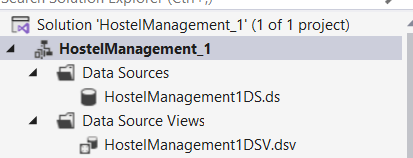 Solution 'HostelManagement_1' (1 of 1 project)
HostelManagement_1
Data Sources
HostelManagement1DS.ds
Data Source Views
HostelManagement1DSV.dsv